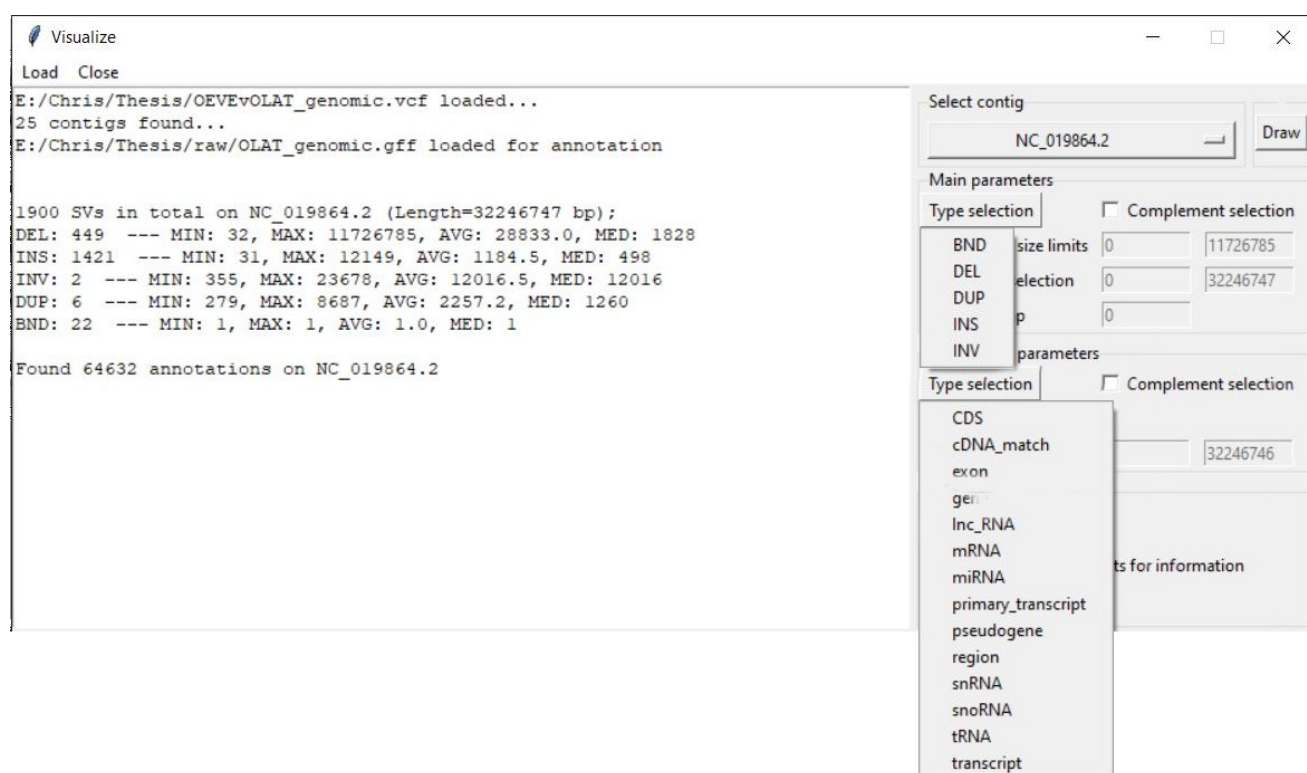 Visualize
Load Close
E:/Chris/Thesis/OEVEvOLAT_genomic.vcf loaded...
25 contigs found...
E:/Chris/Thesis/raw/OLAT_genomic.gff loaded for annotation
1900 SVs in total on NC_019864.2 (Length=32246747 bp);
DEL: 449 --- MIN: 32, MAX: 11726785, AVG: 28833.0, MED: 1828
INS: 1421 --- MIN: 31, MAX: 12149, AVG: 1184.5, MED: 498
INV: 2 --- MIN: 355, MAX: 23678, AVG: 12016.5, MED: 12016
DUP: 6 --- MIN: 279, MAX: 8687, AVG: 2257.2, MED: 1260
BND: 22 --- MIN: 1, MAX: 1, AVG: 1.0, MED: 1
Found 64632 annotations on NC_019864.2
Select contig
NC_019864.2
Draw
Main parameters
Type selection
Complement selection
BND
size limits 0 11726785
DEL
election 0 32246747
DUP
p 0
INS
INV
parameters
Type selection
Complement selection
CDS
cDNA_match
32246746
exon
lnc_RNA
mRNA
miRNA
ts for information
primary_transcript
pseudogene
region
snRNA
snoRNA
tRNA
transcript